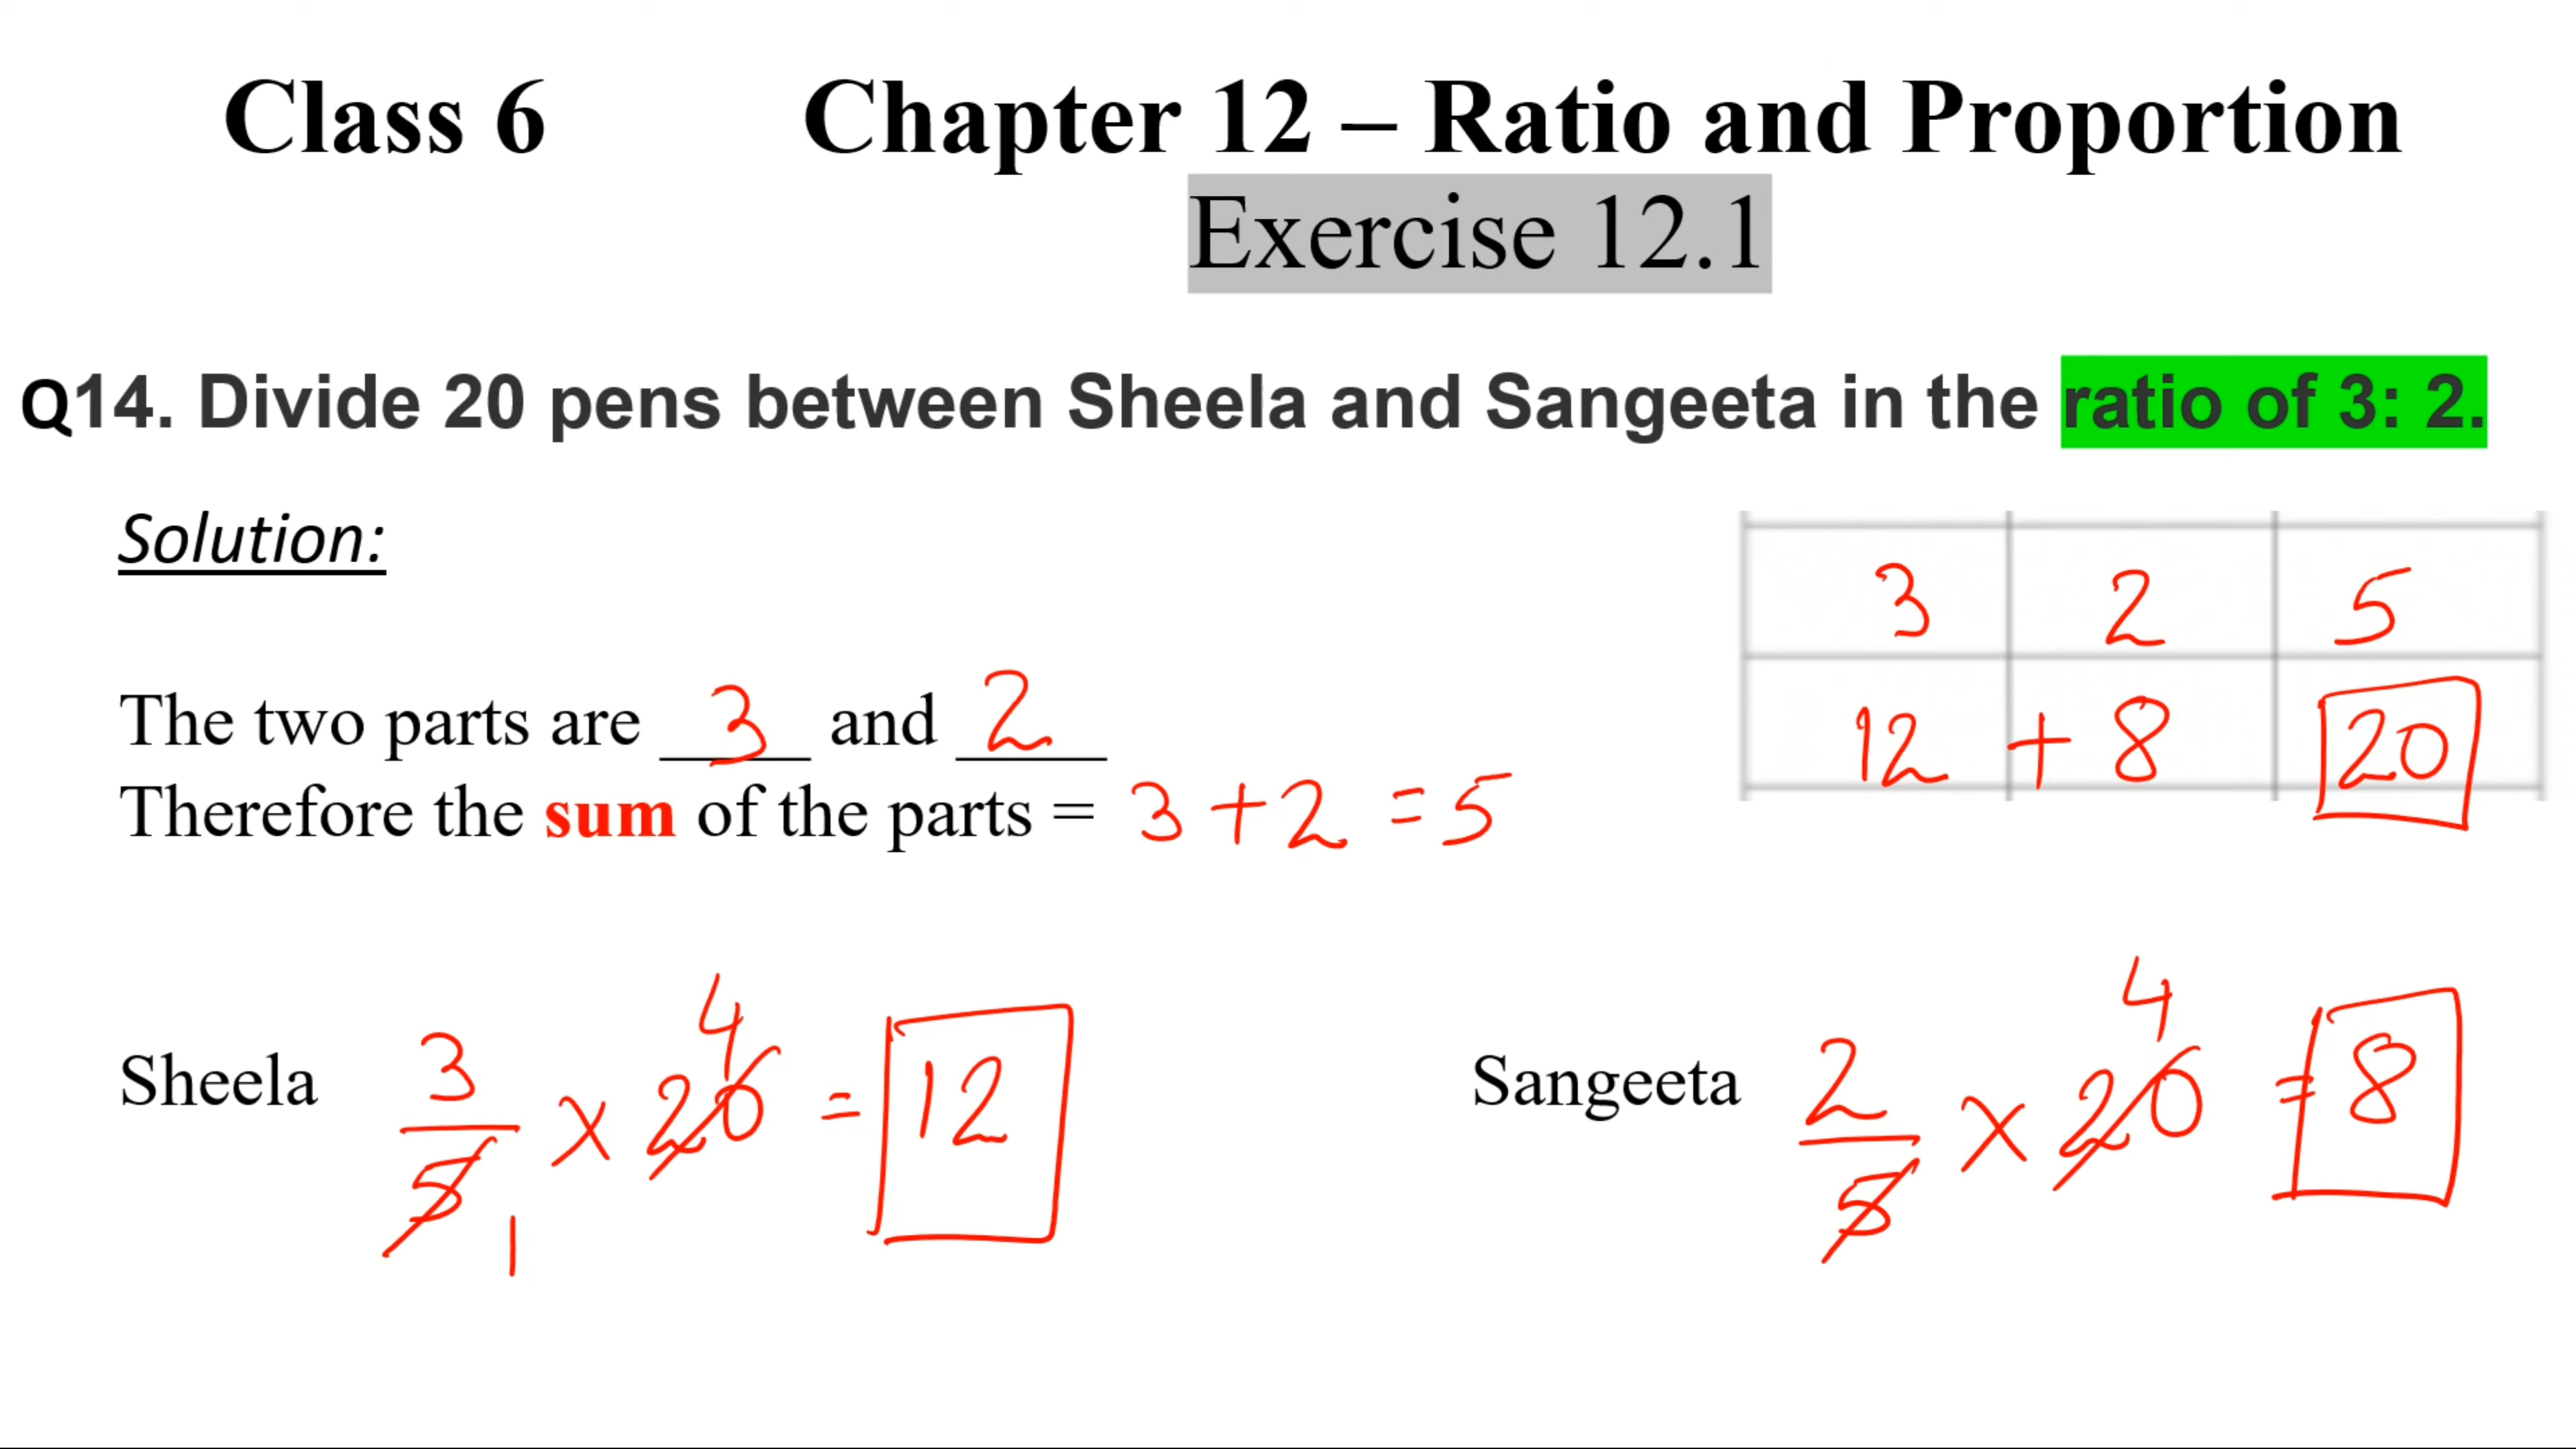 Class 6 Chapter 12 – Ratio and Proportion
Exercise 12.1
Q14. Divide 20 pens between Sheela and Sangeeta in the ratio of 3: 2.
Solution:
3 2 5
12 + 8 20
The two parts are 3 and 2
Therefore the sum of the parts = 3 + 2 = 5
Sheela 3/5 × 20 = 12
4
1
Sangeeta 2/5 × 20 = 8
4